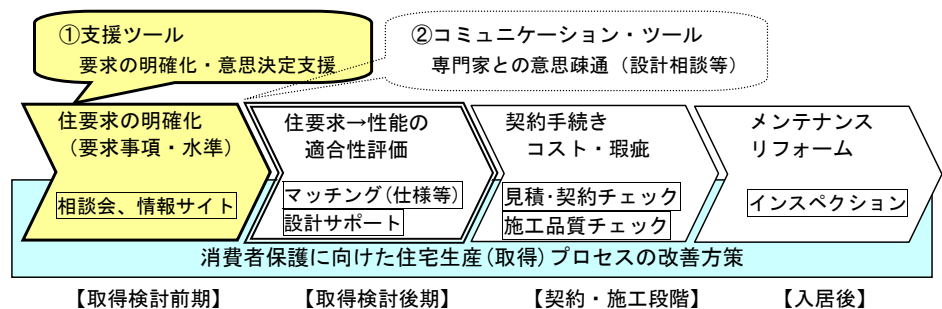 ①支援ツール
要求の明確化・意思決定支援
②コミュニケーション・ツール
専門家との意思疎通（設計相談等）
住要求の明確化
（要求事項・水準）
相談会、情報サイト
住要求→性能の
適合性評価
マッチング(仕様等)
設計サポート
契約手続き
コスト・瑕疵
見積･契約チェック
施工品質チェック
メンテナンス
リフォーム
インスペクション
消費者保護に向けた住宅生産(取得)プロセスの改善方策
【取得検討前期】
【取得検討後期】
【契約・施工段階】
【入居後】